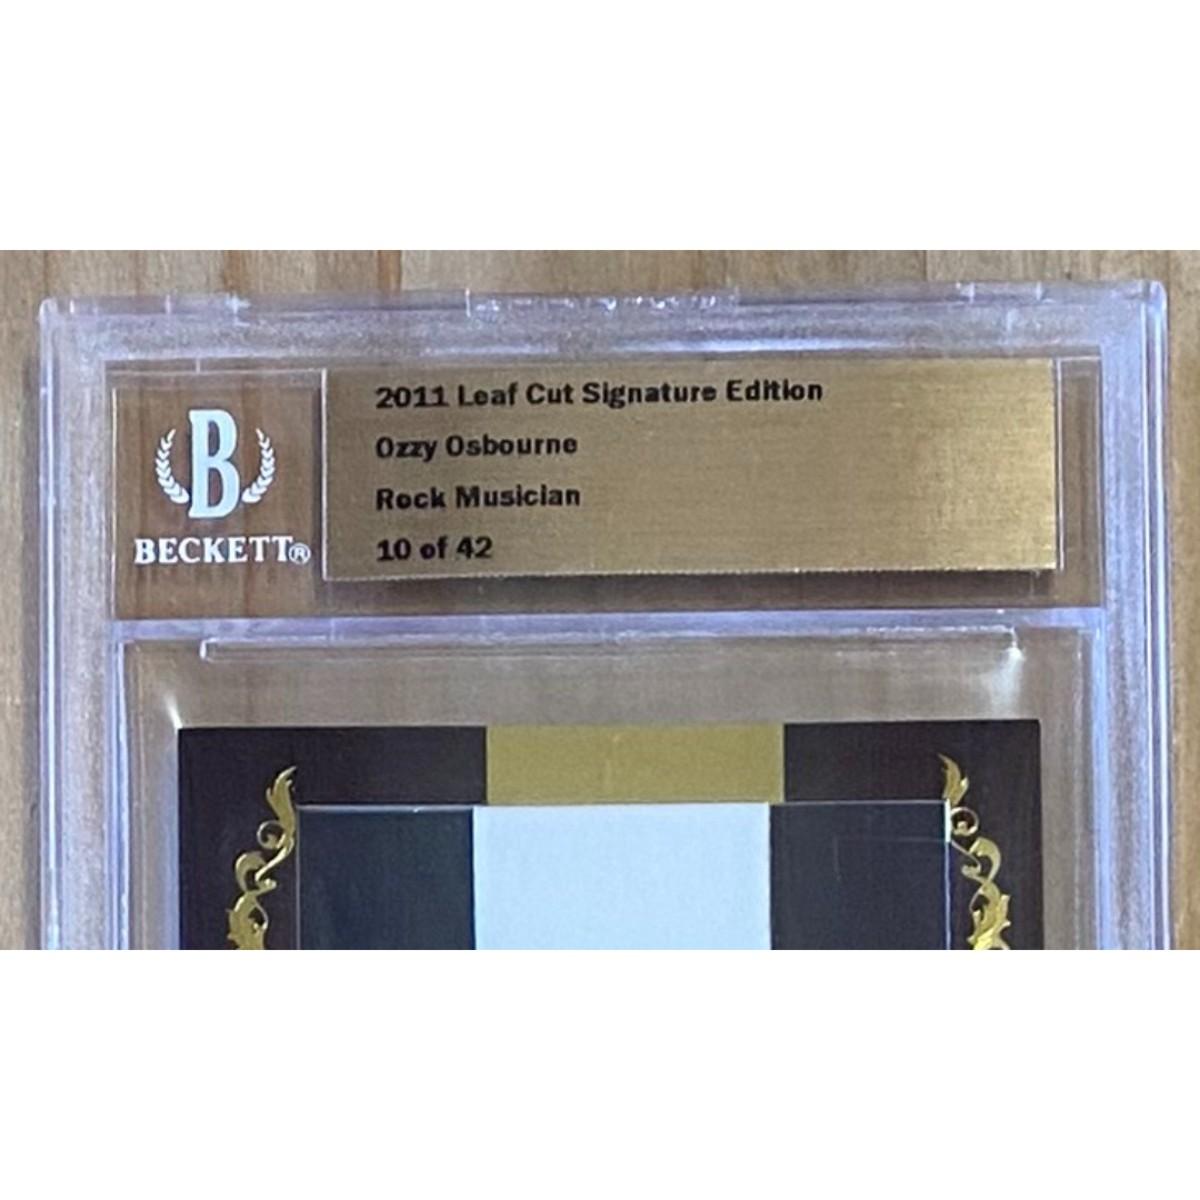 B
BECKETT®
2011 Leaf Cut Signature Edition
Ozzy Osbourne
Rock Musician
10 of 42